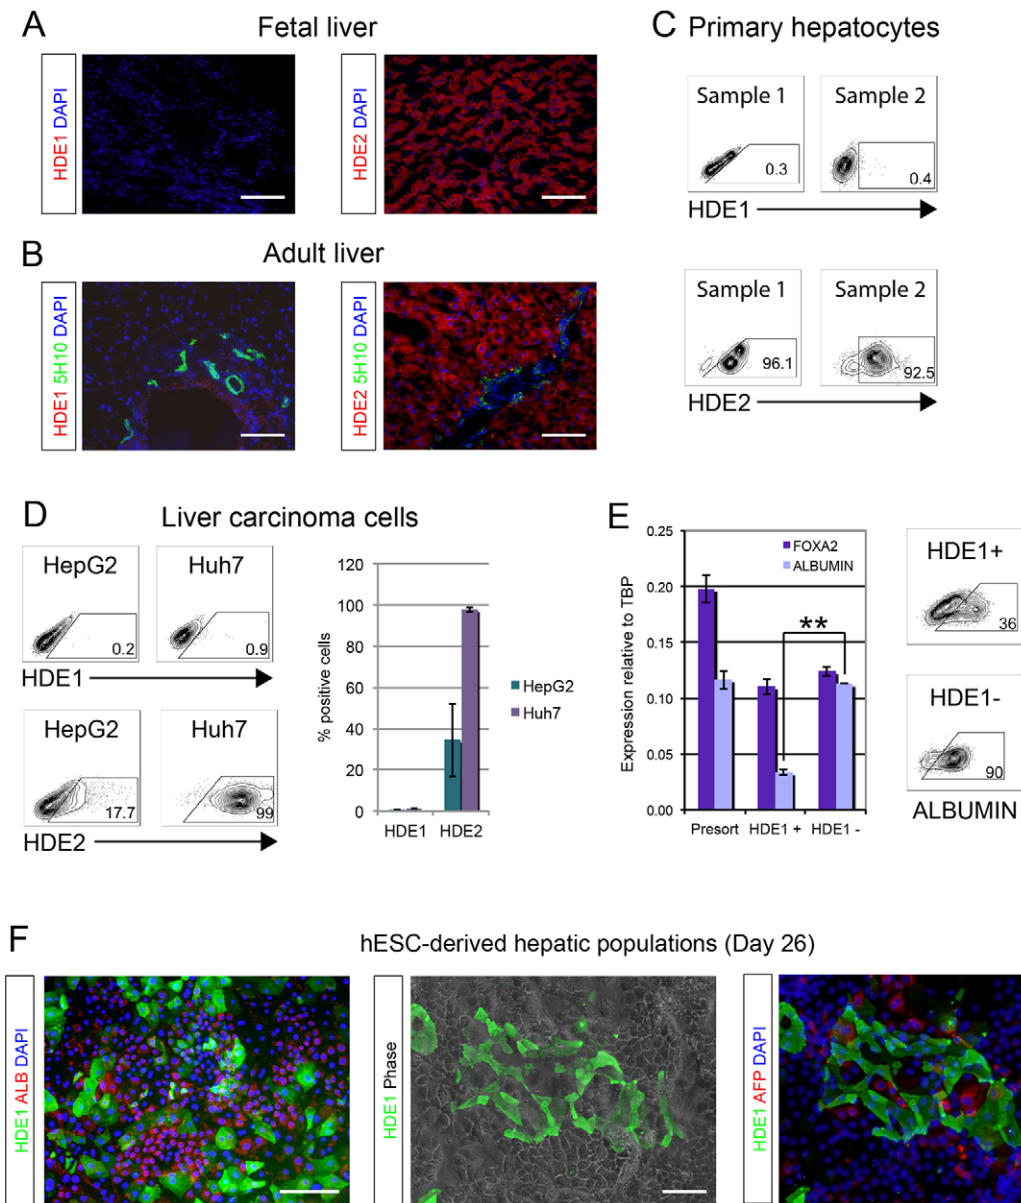 A
Fetal liver
HDE1 DAPI
HDE2 DAPI
B
Adult liver
HDE1 5H10 DAPI
HDE2 5H10 DAPI
C
Primary hepatocytes
Sample 1
Sample 2
0.3
0.4
HDE1
Sample 1
Sample 2
96.1
92.5
HDE2
D
Liver carcinoma cells
HepG2
Huh7
0.2
0.9
HDE1
HepG2
Huh7
17.7
99
HDE2
% positive cells
120
100
80
60
40
20
0
HDE1
HDE2
HepG2
Huh7
E
Expression relative to TBP
0.25
0.20
0.15
0.10
0.05
0.00
FOXA2
ALBUMIN
**
Presort
HDE1 +
HDE1 -
HDE1+
36
HDE1-
90
ALBUMIN
F
hESC-derived hepatic populations (Day 26)
HDE1 ALB DAPI
HDE1 Phase
HDE1 AFP DAPI